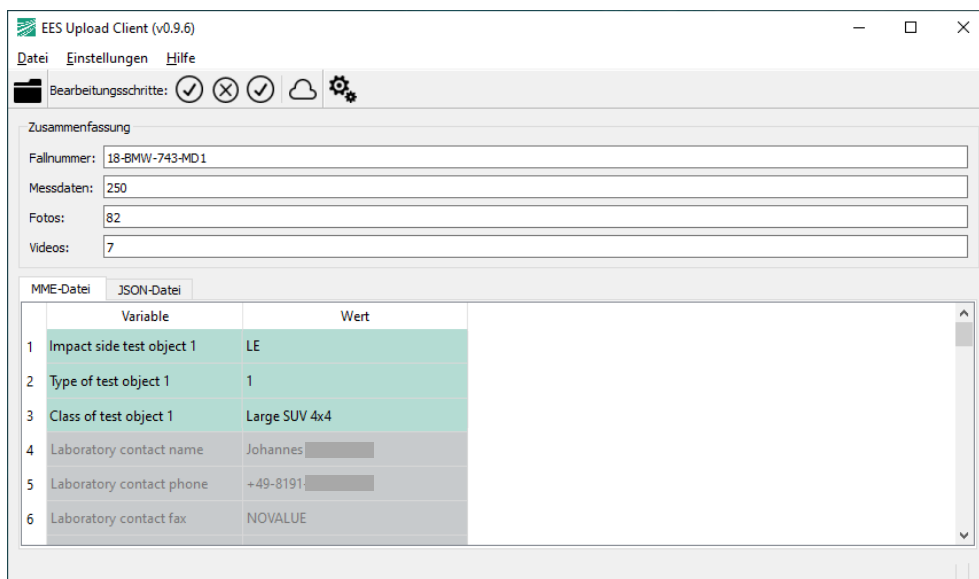 EES Upload Client (v0.9.6)
Datei Einstellungen Hilfe
Bearbeitungsschritte:
Zusammenfassung
Fallnummer: 18-BMW-743-MD1
Messdaten: 250
Fotos: 82
Videos: 7
MME-Datei JSON-Datei
Variable Wert
1 Impact side test object 1 LE
2 Type of test object 1 1
3 Class of test object 1 Large SUV 4x4
4 Laboratory contact name Johannes
5 Laboratory contact phone +49-8191-
6 Laboratory contact fax NOVALUE